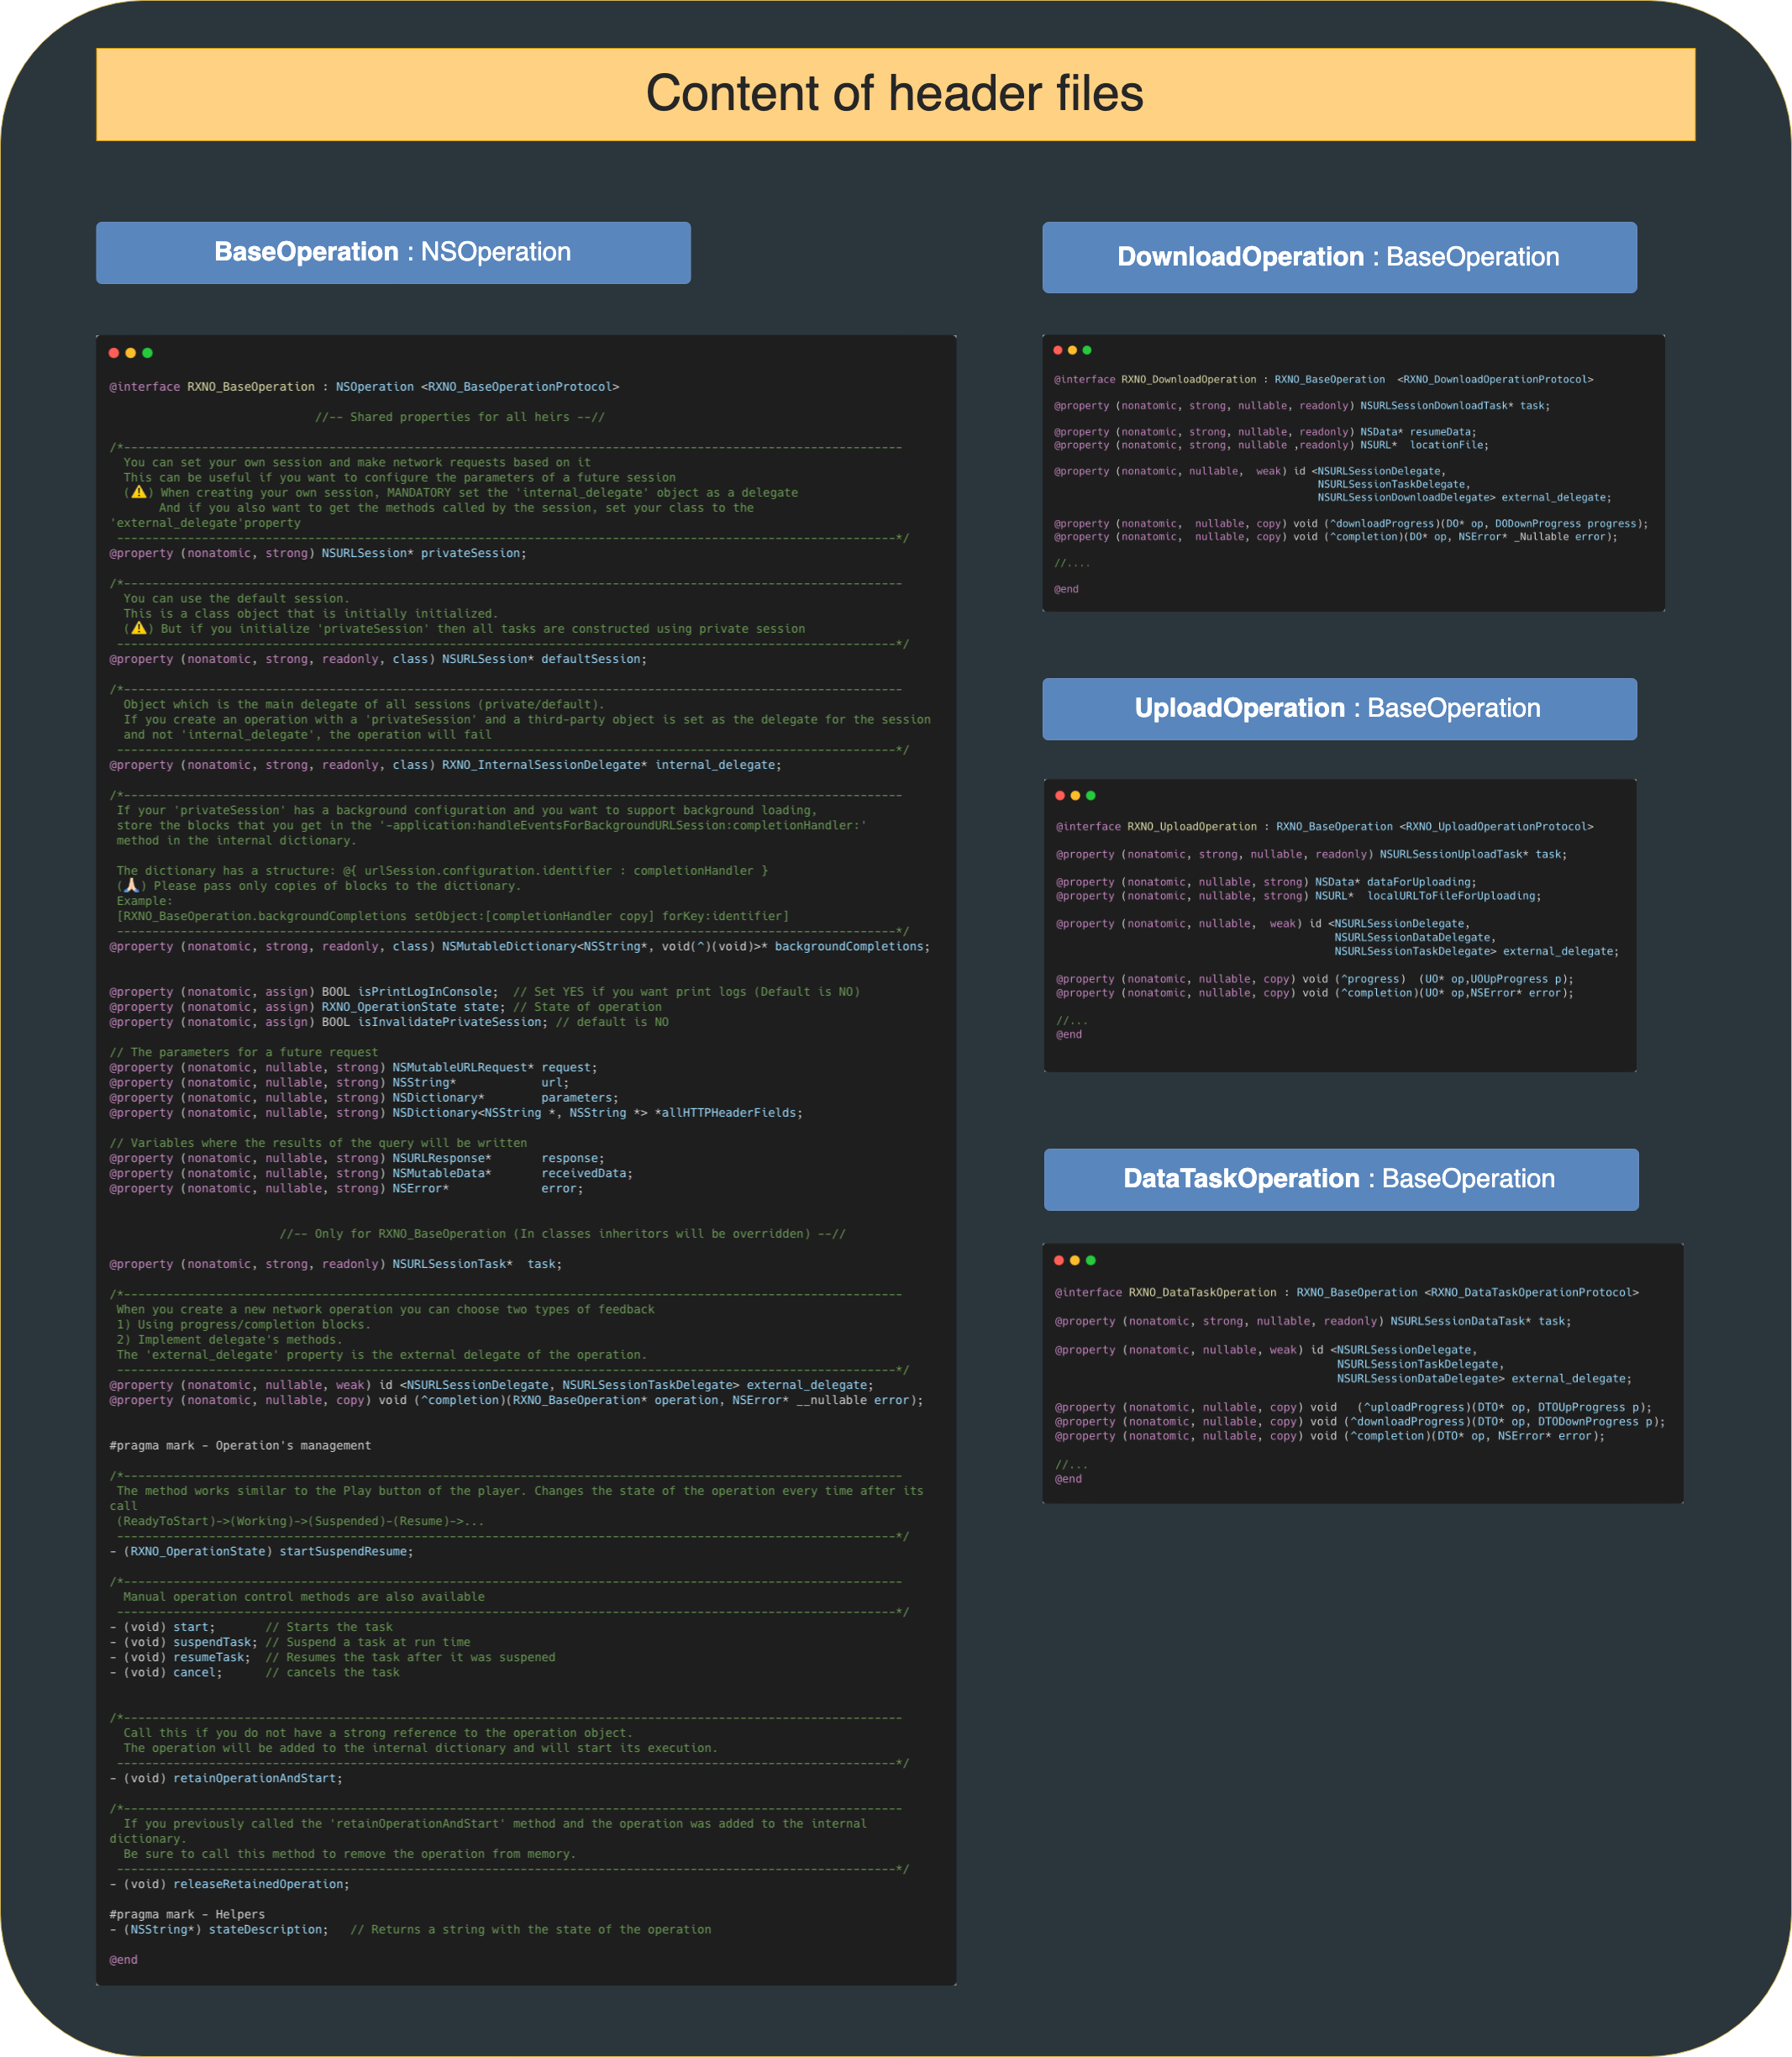 Content of header files
BaseOperation : NSOperation
@interface RXNO_BaseOperation : NSOperation <RXNO_BaseOperationProtocol>
//-- Shared properties for all heirs --//
/*--------------------------------------------------------------------------------------------------------------
You can set your own session and make network requests based on it
This can be useful if you want to configure the parameters of a future session
(⚠️) When creating your own session, MANDATORY set the 'internal_delegate' object as a delegate
And if you also want to get the methods called by the session, set your class to the
'external_delegate'property
--------------------------------------------------------------------------------------------------------------*/
@property (nonatomic, strong) NSURLSession* privateSession;
/*--------------------------------------------------------------------------------------------------------------
You can use the default session.
This is a class object that is initially initialized.
(⚠️) But if you initialize 'privateSession' then all tasks are constructed using private session
--------------------------------------------------------------------------------------------------------------*/
@property (nonatomic, strong, readonly, class) NSURLSession* defaultSession;
/*--------------------------------------------------------------------------------------------------------------
Object which is the main delegate of all sessions (private/default).
If you create an operation with a 'privateSession' and a third-party object is set as the delegate for the session
and not 'internal_delegate', the operation will fail
--------------------------------------------------------------------------------------------------------------*/
@property (nonatomic, strong, readonly, class) RXNO_InternalSessionDelegate* internal_delegate;
/*--------------------------------------------------------------------------------------------------------------
If your 'privateSession' has a background configuration and you want to support background loading,
store the blocks that you get in the '-application:handleEventsForBackgroundURLSession:completionHandler:'
method in the internal dictionary.
The dictionary has a structure: @{ urlSession.configuration.identifier : completionHandler }
(🙏🏻) Please pass only copies of blocks to the dictionary.
Example:
[RXNO_BaseOperation.backgroundCompletions setObject:[completionHandler copy] forKey:identifier]
--------------------------------------------------------------------------------------------------------------*/
@property (nonatomic, strong, readonly, class) NSMutableDictionary<NSString*, void(^)(void)>* backgroundCompletions;
@property (nonatomic, assign) BOOL isPrintLogInConsole;  // Set YES if you want print logs (Default is NO)
@property (nonatomic, assign) RXNO_OperationState state; // State of operation
@property (nonatomic, assign) BOOL isInvalidatePrivateSession; // default is NO
// The parameters for a future request
@property (nonatomic, nullable, strong) NSMutableURLRequest* request;
@property (nonatomic, nullable, strong) NSString*            url;
@property (nonatomic, nullable, strong) NSDictionary*        parameters;
@property (nonatomic, nullable, strong) NSDictionary<NSString *, NSString *> *allHTTPHeaderFields;
// Variables where the results of the query will be written
@property (nonatomic, nullable, strong) NSURLResponse*       response;
@property (nonatomic, nullable, strong) NSMutableData*       receivedData;
@property (nonatomic, nullable, strong) NSError*             error;
//-- Only for RXNO_BaseOperation (In classes inheritors will be overridden) --//
@property (nonatomic, strong, readonly) NSURLSessionTask*  task;
/*--------------------------------------------------------------------------------------------------------------
When you create a new network operation you can choose two types of feedback
1) Using progress/completion blocks.
2) Implement delegate's methods.
The 'external_delegate' property is the external delegate of the operation.
--------------------------------------------------------------------------------------------------------------*/
@property (nonatomic, nullable, weak) id <NSURLSessionDelegate, NSURLSessionTaskDelegate> external_delegate;
@property (nonatomic, nullable, copy) void (^completion)(RXNO_BaseOperation* operation, NSError* __nullable error);
#pragma mark - Operation's management
/*--------------------------------------------------------------------------------------------------------------
The method works similar to the Play button of the player. Changes the state of the operation every time after its
call
(ReadyToStart)->(Working)->(Suspended)-(Resume)->...
--------------------------------------------------------------------------------------------------------------*/
- (RXNO_OperationState) startSuspendResume;
/*--------------------------------------------------------------------------------------------------------------
Manual operation control methods are also available
--------------------------------------------------------------------------------------------------------------*/
- (void) start;       // Starts the task
- (void) suspendTask; // Suspend a task at run time
- (void) resumeTask;  // Resumes the task after it was suspened
- (void) cancel;      // cancels the task
/*--------------------------------------------------------------------------------------------------------------
Call this if you do not have a strong reference to the operation object.
The operation will be added to the internal dictionary and will start its execution.
--------------------------------------------------------------------------------------------------------------*/
- (void) retainOperationAndStart;
/*--------------------------------------------------------------------------------------------------------------
If you previously called the 'retainOperationAndStart' method and the operation was added to the internal
dictionary.
Be sure to call this method to remove the operation from memory.
--------------------------------------------------------------------------------------------------------------*/
- (void) releaseRetainedOperation;
#pragma mark - Helpers
- (NSString*) stateDescription;   // Returns a string with the state of the operation
@end
DownloadOperation : BaseOperation
@interface RXNO_DownloadOperation : RXNO_BaseOperation  <RXNO_DownloadOperationProtocol>
@property (nonatomic, strong, nullable, readonly) NSURLSessionDownloadTask* task;
@property (nonatomic, strong, nullable, readonly) NSData* resumeData;
@property (nonatomic, strong, nullable ,readonly) NSURL*  locationFile;
@property (nonatomic, nullable,  weak) id <NSURLSessionDelegate,
NSURLSessionTaskDelegate,
NSURLSessionDownloadDelegate> external_delegate;
@property (nonatomic,  nullable, copy) void (^downloadProgress)(DO* op, DODownProgress progress);
@property (nonatomic,  nullable, copy) void (^completion)(DO* op, NSError* _Nullable error);
//....
@end
UploadOperation : BaseOperation
@interface RXNO_UploadOperation : RXNO_BaseOperation <RXNO_UploadOperationProtocol>
@property (nonatomic, strong, nullable, readonly) NSURLSessionUploadTask* task;
@property (nonatomic, nullable, strong) NSData* dataForUploading;
@property (nonatomic, nullable, strong) NSURL*  localURLToFileForUploading;
@property (nonatomic, nullable,  weak) id <NSURLSessionDelegate,
NSURLSessionDataDelegate,
NSURLSessionTaskDelegate> external_delegate;
@property (nonatomic, nullable, copy) void (^progress)  (UO* op,UOUpProgress p);
@property (nonatomic, nullable, copy) void (^completion)(UO* op,NSError* error);
//...
@end
DataTaskOperation : BaseOperation
@interface RXNO_DataTaskOperation : RXNO_BaseOperation <RXNO_DataTaskOperationProtocol>
@property (nonatomic, strong, nullable, readonly) NSURLSessionDataTask* task;
@property (nonatomic, nullable, weak) id <NSURLSessionDelegate,
NSURLSessionTaskDelegate,
NSURLSessionDataDelegate> external_delegate;
@property (nonatomic, nullable, copy) void   (^uploadProgress)(DTO* op, DTOUpProgress p);
@property (nonatomic, nullable, copy) void (^downloadProgress)(DTO* op, DTODownProgress p);
@property (nonatomic, nullable, copy) void (^completion)(DTO* op, NSError* error);
//...
@end